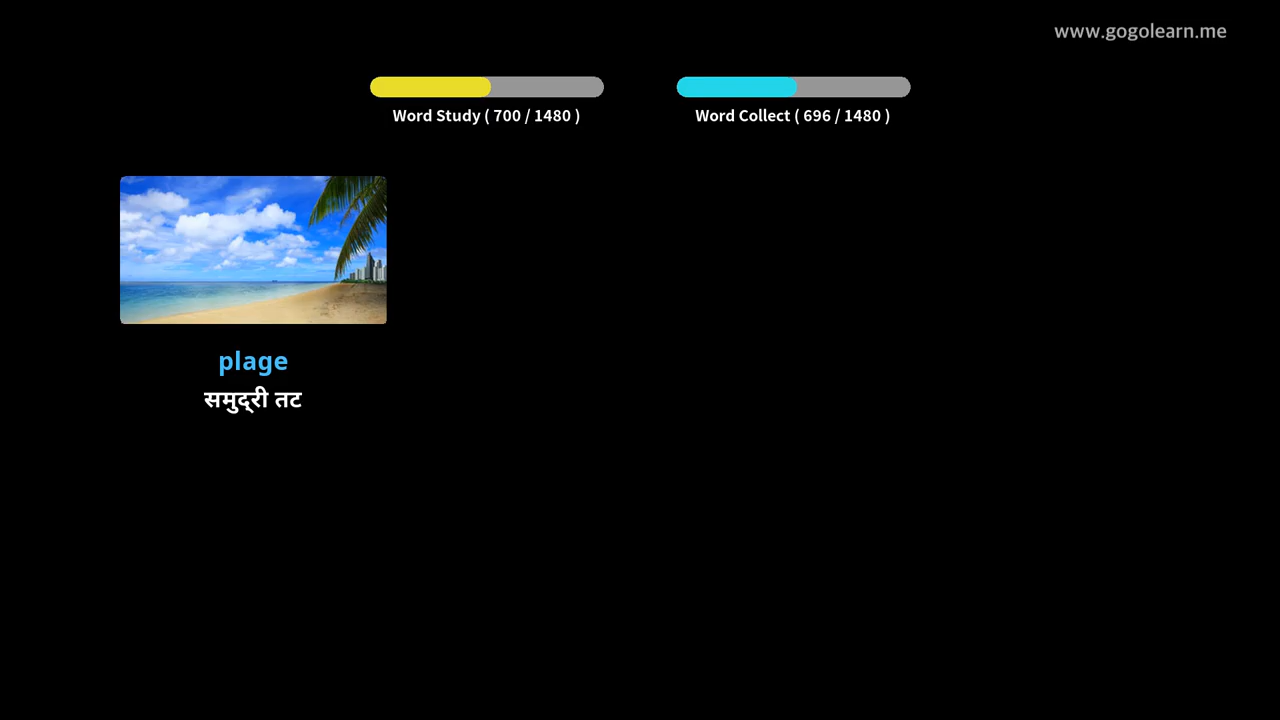 www.gogolearn.me
Word Study ( 700 / 1480 )
Word Collect ( 696 / 1480 )
plage
समुद्री तट